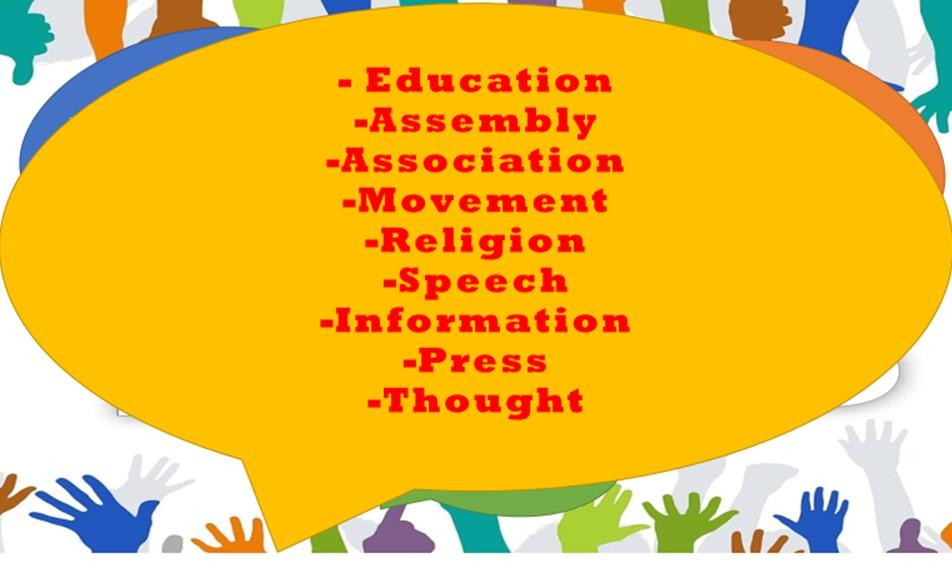 - Education
-Assembly
-Association
-Movement
-Religion
-Speech
-Information
-Press
-Thought